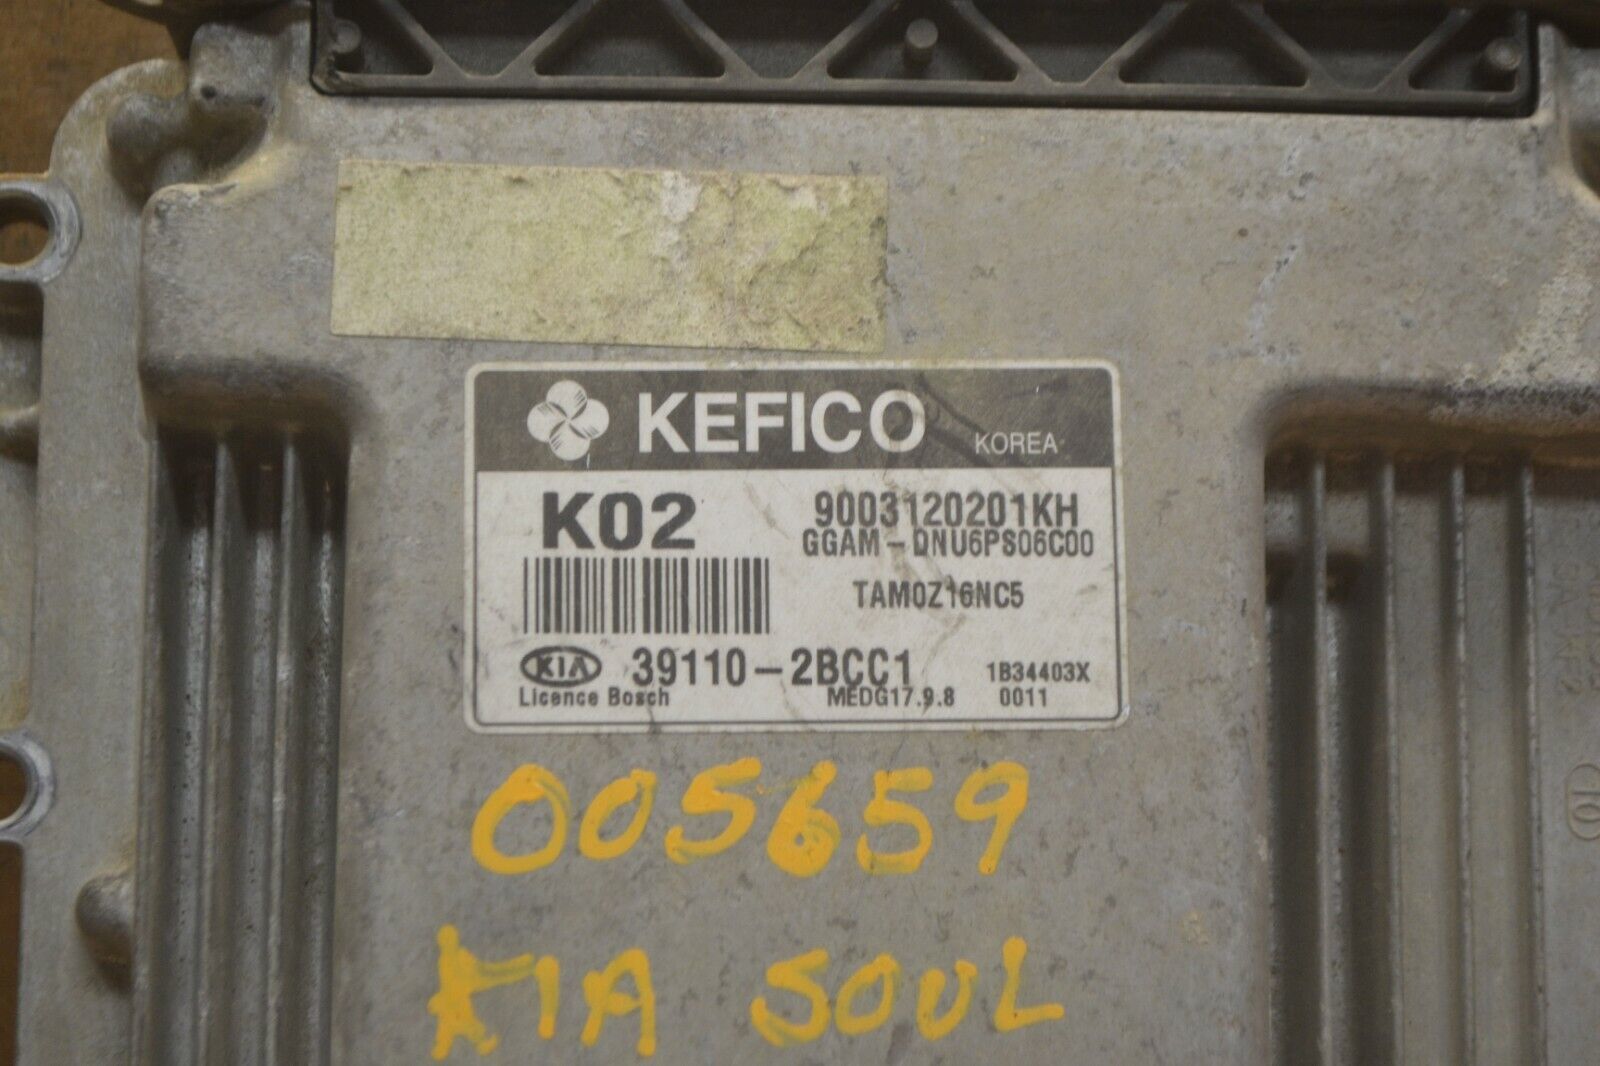 KEFICO KOREA
K02
9003120201KH
GGAM-QNU6PS06C00
TAM0Z16NC5
KIA 39110-2BCC1
1B34403X
Licence Bosch MEDG17.9.8 0011
005659
KIA SOUL